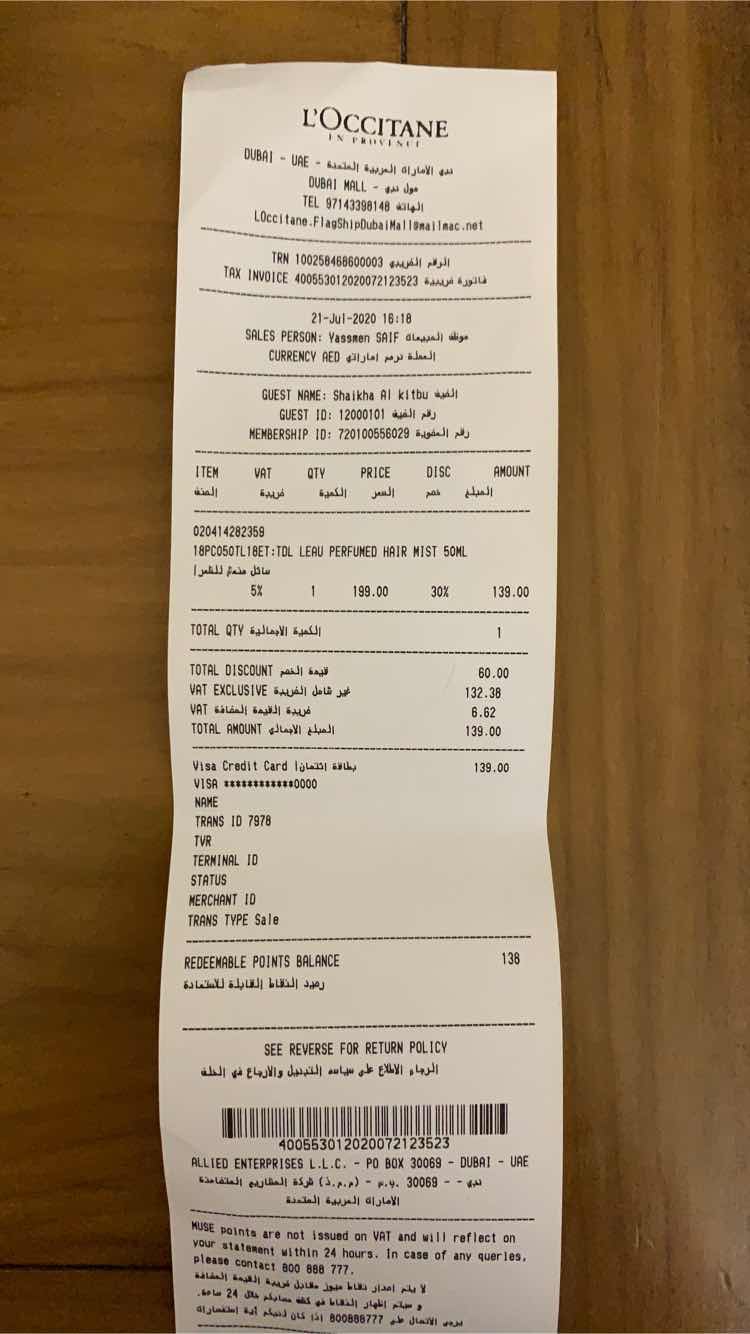 L'OCCITANE
EN PROVENCE
DUBAI - UAE - دبي الامارات العربية المتحدة
DUBAI MALL - مول دبي
TEL 97143398148 الهاتف
LOccitane.FlagShipDubaiMall@mailmac.net
TRN 100258468600003 الرقم الضريبي
TAX INVOICE 400553012020072123523 فاتورة ضريبية
21-Jul-2020 16:18
SALES PERSON: Yassmen SAIF موظف المبيعات
CURRENCY AED العملة درهم اماراتي
GUEST NAME: Shaikha Al kitbu الضيف
GUEST ID: 12000101 رقم الضيف
MEMBERSHIP ID: 720100556029 رقم العضوية
ITEM VAT QTY PRICE DISC AMOUNT
الصنف ضريبة الكمية السعر خصم المبلغ
020414282359
18PC050TL18ET:TDL LEAU PERFUMED HAIR MIST 50ML
سائل منعش للشعر
5% 1 199.00 30% 139.00
TOTAL QTY الكمية الاجمالية 1
TOTAL DISCOUNT قيمة الخصم 60.00
VAT EXCLUSIVE غير شامل الضريبة 132.38
VAT ضريبة القيمة المضافة 6.62
TOTAL AMOUNT المبلغ الاجمالي 139.00
Visa Credit Card بطاقة إئتمان 139.00
VISA ************0000
NAME
TRANS ID 7978
TVR
TERMINAL ID
STATUS
MERCHANT ID
TRANS TYPE Sale
REDEEMABLE POINTS BALANCE 138
رصيد النقاط القابلة للاستعادة
SEE REVERSE FOR RETURN POLICY
الرجاء الاطلاع على سياسه التبديل والارجاع في الخلف
400553012020072123523
ALLIED ENTERPRISES L.L.C. - PO BOX 30069 - DUBAI - UAE
شركة المشاريع المتحدة (ذ.م.م) - ص.ب. 30069 - - دبي
الامارات العربية المتحدة
MUSE points are not issued on VAT and will reflect on
your statement within 24 hours. In case of any queries,
please contact 800 888 777.
لا يتم اصدار نقاط ميوز مقابل ضريبة القيمة المضافة
و سيتم اظهار النقاط في كشف حسابكم خلال 24 ساعة.
يرجى الاتصال على 800888777 اذا كان لديكم أية استفسارات